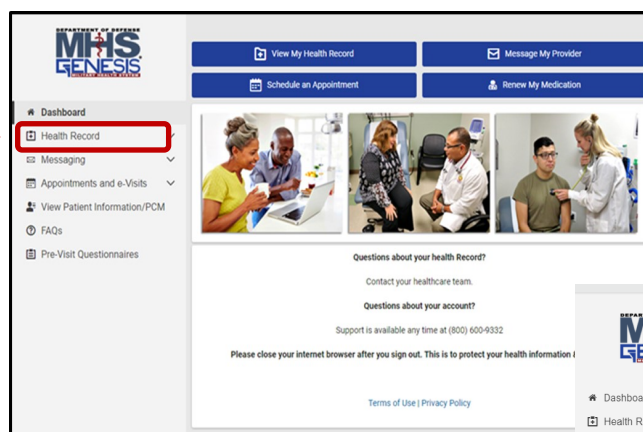 DEPARTMENT OF DEFENSE
MHS
GENESIS
MILITARY HEALTH SYSTEM
View My Health Record
Message My Provider
Schedule an Appointment
Renew My Medication
Dashboard
Health Record
Messaging
Appointments and e-Visits
View Patient Information/PCM
FAQs
Pre-Visit Questionnaires
Questions about your health Record?
Contact your healthcare team.
Questions about your account?
Support is available any time at (800) 600-9332
Please close your internet browser after you sign out. This is to protect your health information &
Terms of Use | Privacy Policy
Dashboa
Health R